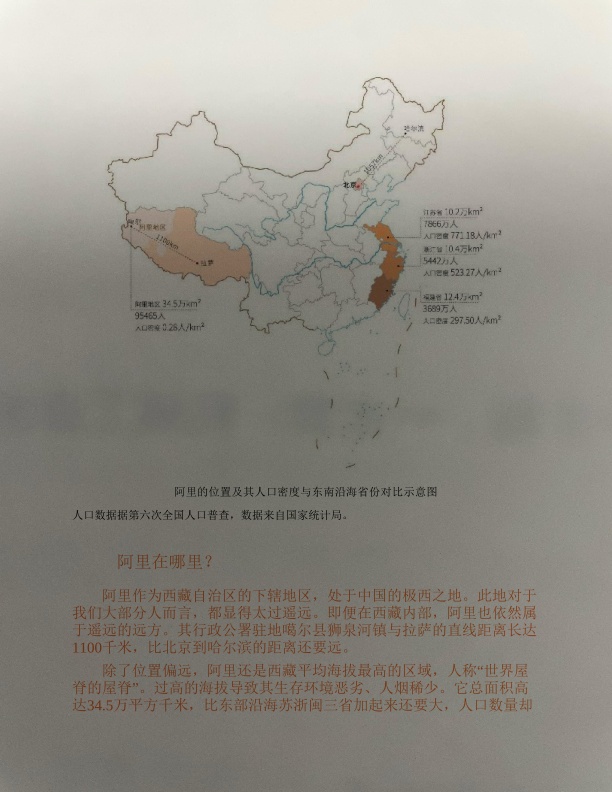 哈尔滨
1057km
北京
阿里地区
1100km
拉萨
江苏省 10.2万km²
7866万人
人口密度 771.18人/km²
浙江省 10.4万km²
5442万人
人口密度 523.27人/km²
福建省 12.4万km²
3689万人
人口密度 297.50人/km²
阿里地区 34.5万km²
95465人
人口密度 0.28人/km²
阿里的位置及其人口密度与东南沿海省份对比示意图
人口数据据第六次全国人口普查，数据来自国家统计局。
阿里在哪里？
阿里作为西藏自治区的下辖地区，处于中国的极西之地。此地对于
我们大部分人而言，都显得太过遥远。即便在西藏内部，阿里也依然属
于遥远的远方。其行政公署驻地噶尔县狮泉河镇与拉萨的直线距离长达
1100千米，比北京到哈尔滨的距离还要远。
除了位置偏远，阿里还是西藏平均海拔最高的区域，人称“世界屋
脊的屋脊”。过高的海拔导致其生存环境恶劣、人烟稀少。它总面积高
达34.5万平方千米，比东部沿海苏浙闽三省加起来还要大，人口数量却